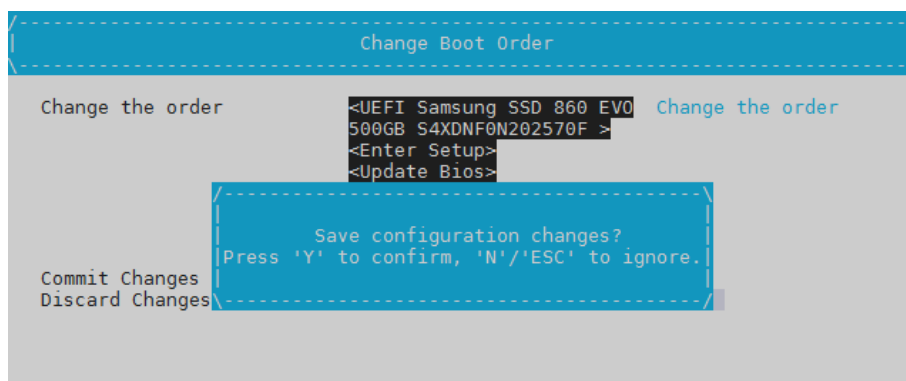 Change Boot Order
Change the order <UEFI Samsung SSD 860 EVO Change the order
500GB S4XDNF0N202570F >
<Enter Setup>
<Update Bios>
Save configuration changes?
Press 'Y' to confirm, 'N'/'ESC' to ignore.
Commit Changes
Discard Changes